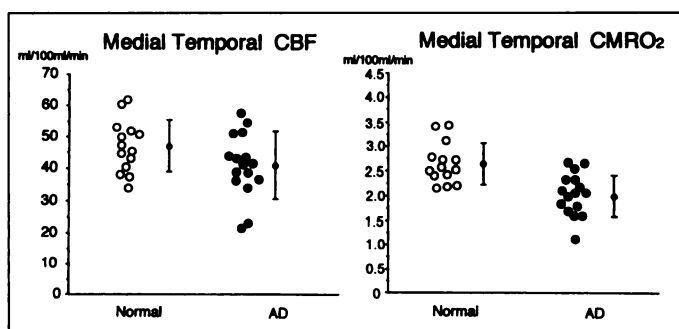 Medial Temporal CBF
ml/100ml/min
70
60
50
40
30
20
10
0
Normal
AD
Medial Temporal CMRO₂
ml/100ml/min
4.5
4.0
3.5
3.0
2.5
2.0
1.5
1.0
0.5
0
Normal
AD